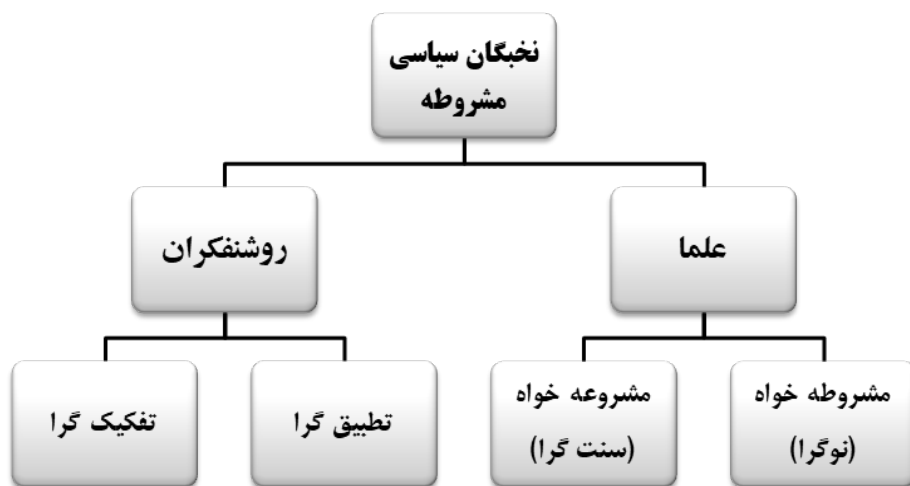 نخبگان سیاسی
مشروطه
علما
روشنفکران
مشروطه خواه
(نوگرا)
مشروعه خواه
(سنت گرا)
تطبیق گرا
تفکیک گرا